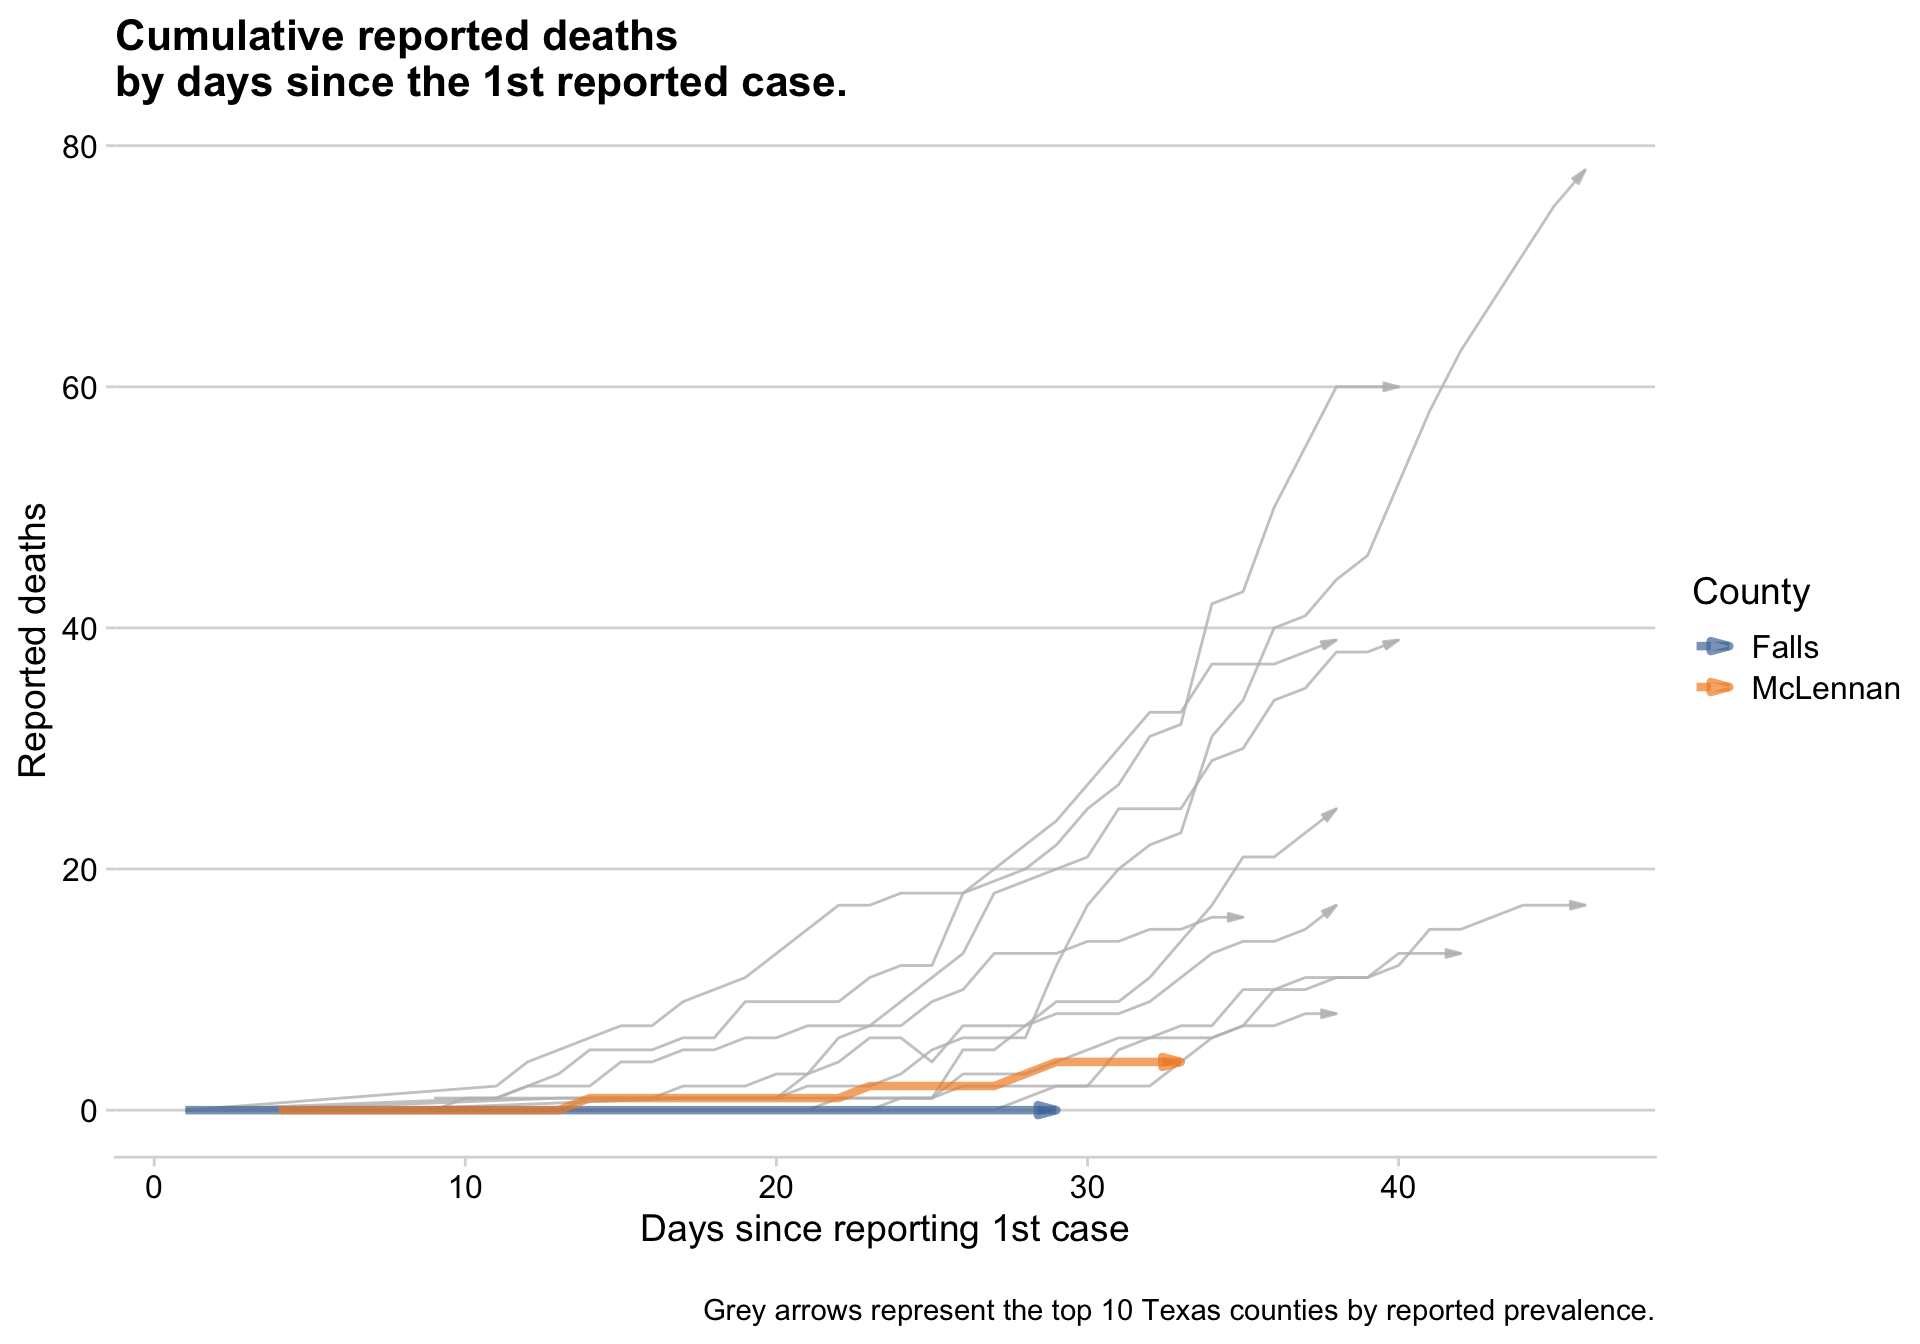 Cumulative reported deaths
by days since the 1st reported case.
80
60
40
20
0
Reported deaths
0 10 20 30 40
Days since reporting 1st case
County
Falls
McLennan
Grey arrows represent the top 10 Texas counties by reported prevalence.